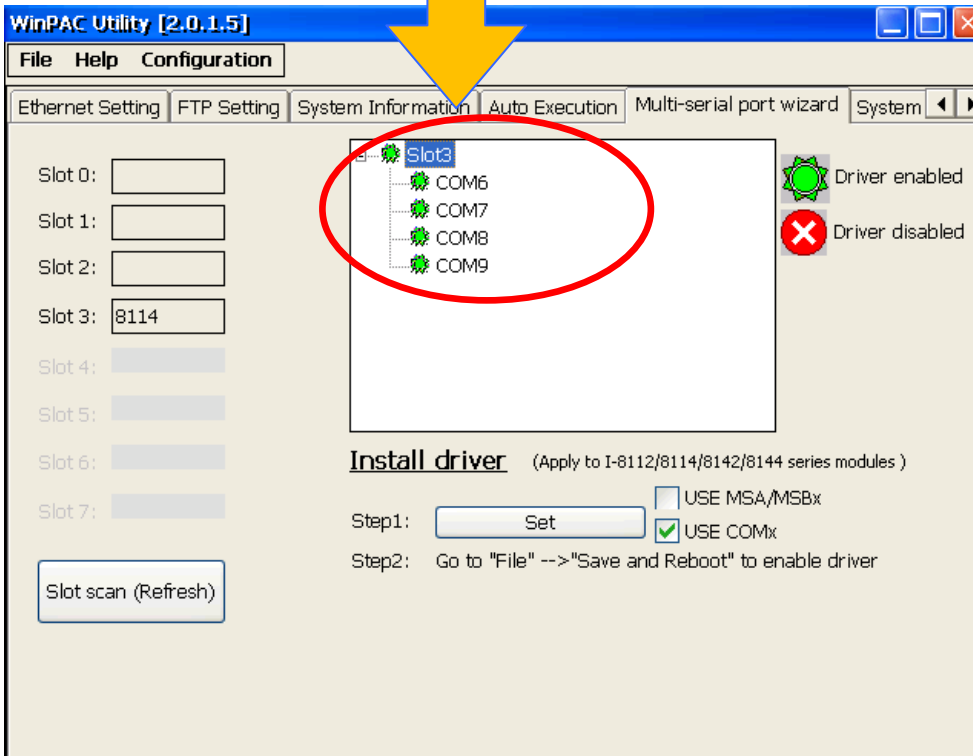 WinPAC Utility [2.0.1.5]
File Help Configuration
Ethernet Setting FTP Setting System Information Auto Execution Multi-serial port wizard System
Slot 0:
Slot 1:
Slot 2:
Slot 3: 8114
Slot 4:
Slot 5:
Slot 6:
Slot 7:
Slot scan (Refresh)
Slot3
COM6
COM7
COM8
COM9
Driver enabled
Driver disabled
Install driver (Apply to I-8112/8114/8142/8144 series modules )
Step1: Set
USE MSA/MSBx
USE COMx
Step2: Go to "File" -->"Save and Reboot" to enable driver